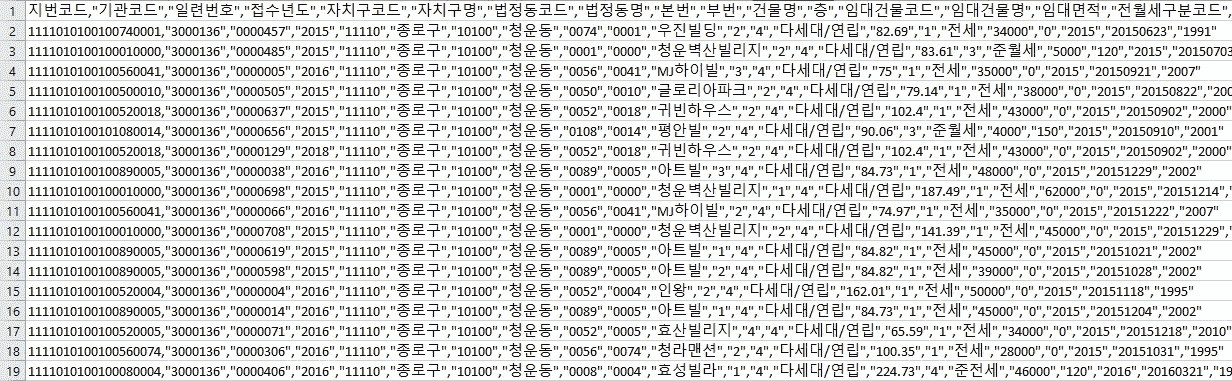 1 지번코드,"기관코드","일련번호","접수년도","자치구코드","자치구명","법정동코드","법정동명","본번","부번","건물명","층","임대건물코드","임대건물명","임대면적","전월세구분코드",
2 1111010100100740001,"3000136","0000457","2015","11110","종로구","10100","청운동","0074","0001","우진빌딩","2","4","다세대/연립","82.69","1","전세","34000","0","2015","20150623","1991"
3 1111010100100010000,"3000136","0000485","2015","11110","종로구","10100","청운동","0001","0000","청운벽산빌리지","2","4","다세대/연립","83.61","3","준월세","5000","120","2015","20150703
4 1111010100100560041,"3000136","0000005","2016","11110","종로구","10100","청운동","0056","0041","MJ하이빌","3","4","다세대/연립","75","1","전세","35000","0","2015","20150921","2007"
5 1111010100100500010,"3000136","0000505","2015","11110","종로구","10100","청운동","0050","0010","글로리아파크","2","4","다세대/연립","79.14","1","전세","38000","0","2015","20150822","200
6 1111010100100520018,"3000136","0000637","2015","11110","종로구","10100","청운동","0052","0018","귀빈하우스","2","4","다세대/연립","102.4","1","전세","43000","0","2015","20150902","2000"
7 1111010100101080014,"3000136","0000656","2015","11110","종로구","10100","청운동","0108","0014","평안빌","2","4","다세대/연립","90.06","3","준월세","4000","150","2015","20150910","2001"
8 1111010100100520018,"3000136","0000129","2018","11110","종로구","10100","청운동","0052","0018","귀빈하우스","2","4","다세대/연립","102.4","1","전세","43000","0","2015","20150902","2000"
9 1111010100100890005,"3000136","0000038","2016","11110","종로구","10100","청운동","0089","0005","아트빌","3","4","다세대/연립","84.73","1","전세","48000","0","2015","20151229","2002"
10 1111010100100010000,"3000136","0000698","2015","11110","종로구","10100","청운동","0001","0000","청운벽산빌리지","1","4","다세대/연립","187.49","1","전세","62000","0","2015","20151214",
11 1111010100100560041,"3000136","0000066","2016","11110","종로구","10100","청운동","0056","0041","MJ하이빌","2","4","다세대/연립","74.97","1","전세","35000","0","2015","20151222","2007"
12 1111010100100010000,"3000136","0000708","2015","11110","종로구","10100","청운동","0001","0000","청운벽산빌리지","2","4","다세대/연립","141.39","1","전세","45000","0","2015","20151229",
13 1111010100100890005,"3000136","0000619","2015","11110","종로구","10100","청운동","0089","0005","아트빌","1","4","다세대/연립","84.82","1","전세","45000","0","2015","20151021","2002"
14 1111010100100890005,"3000136","0000598","2015","11110","종로구","10100","청운동","0089","0005","아트빌","2","4","다세대/연립","84.82","1","전세","39000","0","2015","20151028","2002"
15 1111010100100520004,"3000136","0000004","2016","11110","종로구","10100","청운동","0052","0004","인왕","2","4","다세대/연립","162.01","1","전세","50000","0","2015","20151118","1995"
16 1111010100100890005,"3000136","0000014","2016","11110","종로구","10100","청운동","0089","0005","아트빌","1","4","다세대/연립","84.73","1","전세","45000","0","2015","20151204","2002"
17 1111010100100520005,"3000136","0000071","2016","11110","종로구","10100","청운동","0052","0005","효산빌리지","4","4","다세대/연립","65.59","1","전세","34000","0","2015","20151218","2010"
18 1111010100100560074,"3000136","0000306","2016","11110","종로구","10100","청운동","0056","0074","청라맨션","2","4","다세대/연립","100.35","1","전세","28000","0","2015","20151031","1995"
19 1111010100100080004,"3000136","0000406","2016","11110","종로구","10100","청운동","0008","0004","효성빌라","1","4","다세대/연립","224.73","4","준전세","46000","120","2016","20160321","19